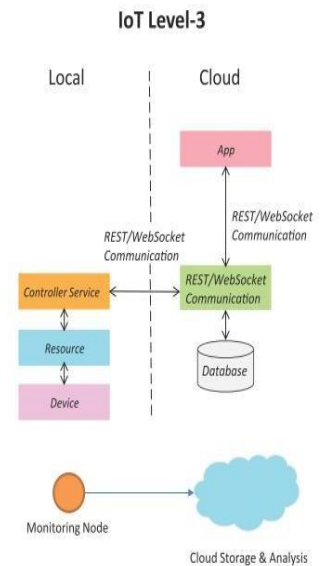 IoT Level-3
Local
Cloud
App
REST/WebSocket
Communication
REST/WebSocket
Communication
Controller Service
REST/WebSocket
Communication
Resource
Database
Device
Monitoring Node
Cloud Storage & Analysis